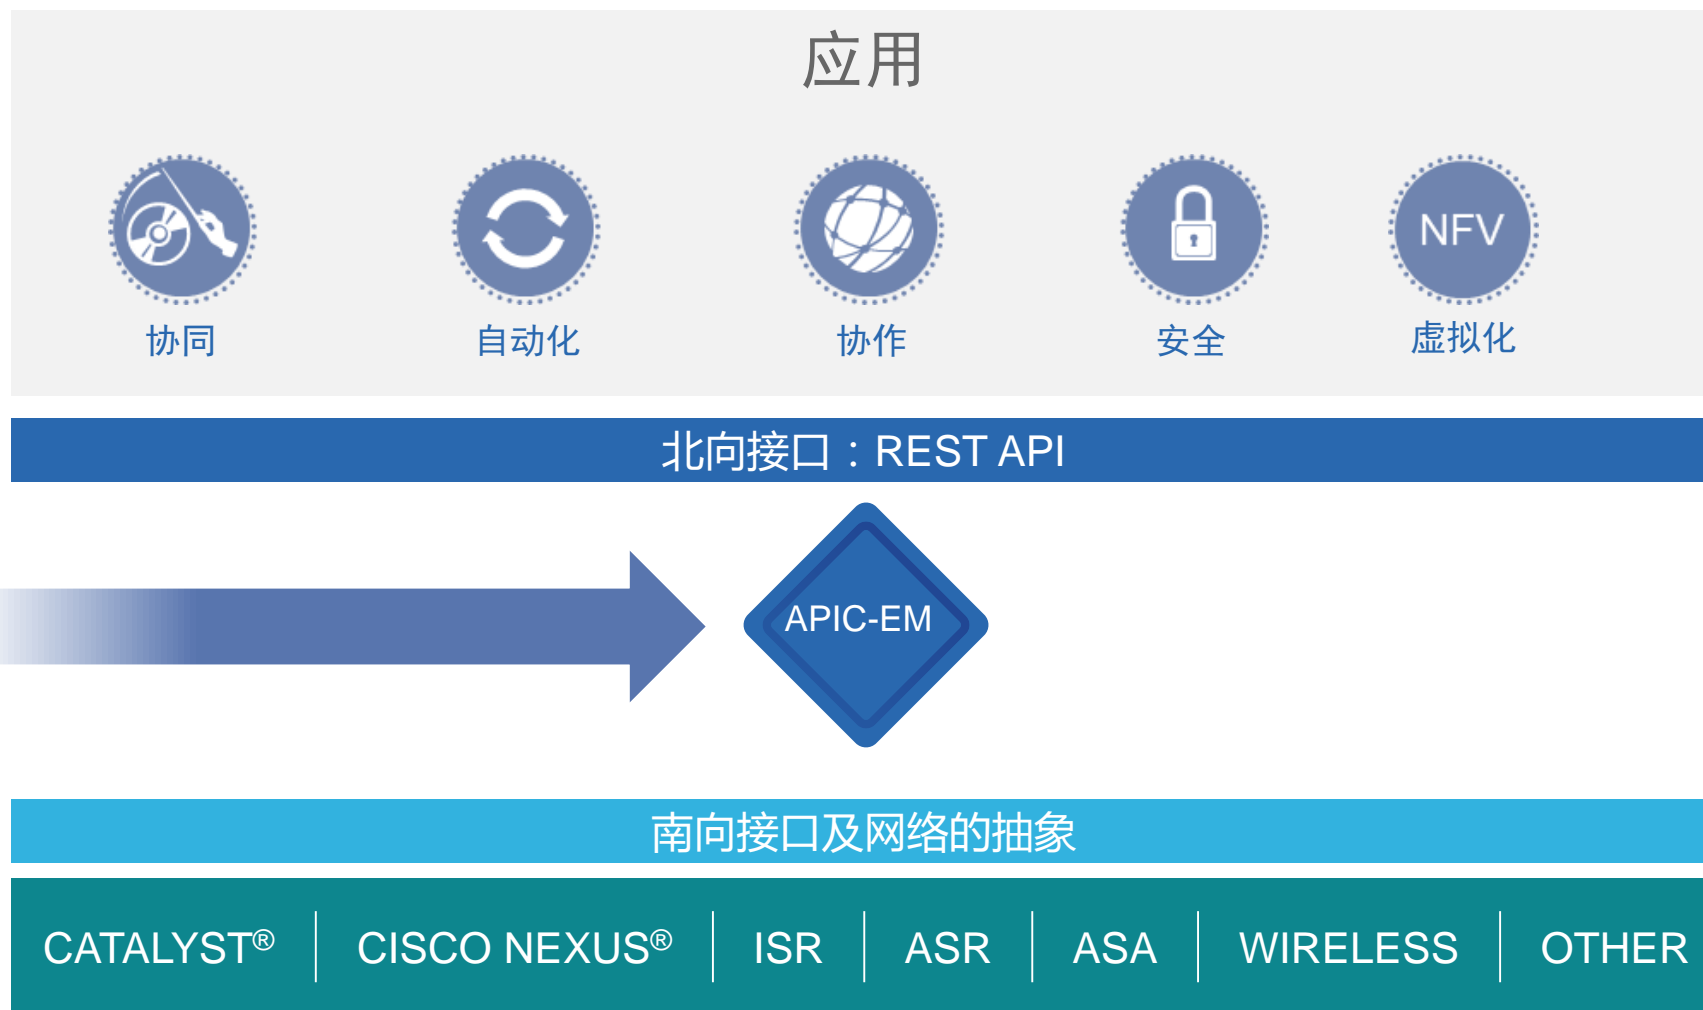 应用
NFV
协同
自动化
协作
安全
虚拟化
北向接口：REST API
APIC-EM
南向接口及网络的抽象
CATALYST® CISCO NEXUS® ISR ASR ASA WIRELESS OTHER